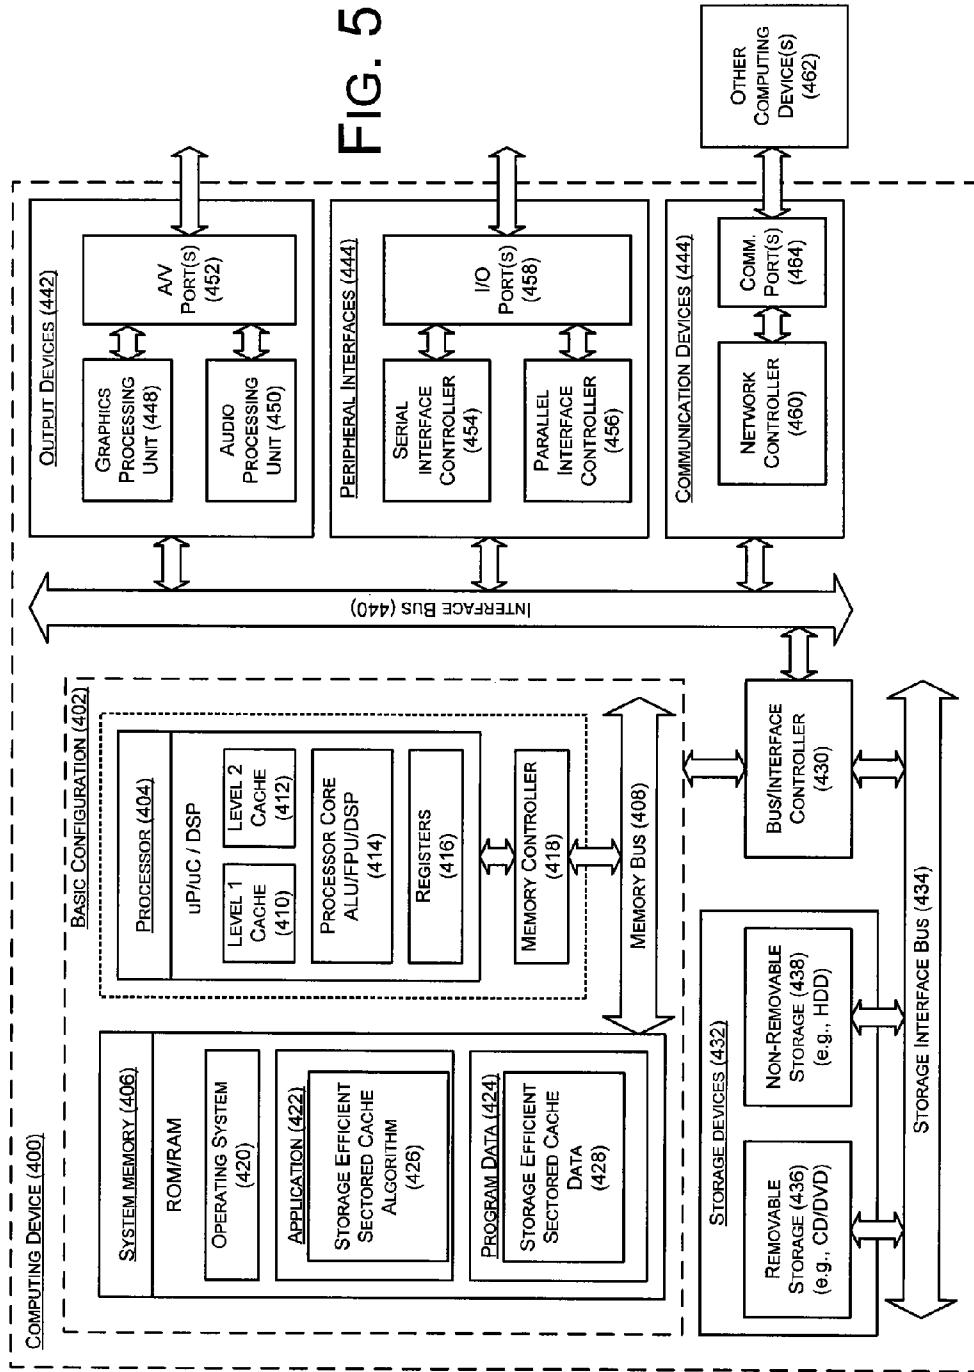 COMPUTING DEVICE (400)
BASIC CONFIGURATION (402)
SYSTEM MEMORY (406)
ROM/RAM
OPERATING SYSTEM
(420)
APPLICATION (422)
STORAGE EFFICIENT
SECTORED CACHE
ALGORITHM
(426)
PROGRAM DATA (424)
STORAGE EFFICIENT
SECTORED CACHE
DATA
(428)
PROCESSOR (404)
uP/uC / DSP
LEVEL 1
CACHE
(410)
LEVEL 2
CACHE
(412)
PROCESSOR CORE
ALU/FPU/DSP
(414)
REGISTERS
(416)
MEMORY CONTROLLER
(418)
MEMORY BUS (408)
STORAGE DEVICES (432)
REMOVABLE
STORAGE (436)
(e.g., CD/DVD)
NON-REMOVABLE
STORAGE (438)
(e.g., HDD)
BUS/INTERFACE
CONTROLLER
(430)
STORAGE INTERFACE BUS (434)
INTERFACE BUS (440)
OUTPUT DEVICES (442)
GRAPHICS
PROCESSING
UNIT (448)
AUDIO
PROCESSING
UNIT (450)
A/V
PORT(S)
(452)
PERIPHERAL INTERFACES (444)
SERIAL
INTERFACE
CONTROLLER
(454)
PARALLEL
INTERFACE
CONTROLLER
(456)
I/O
PORT(S)
(458)
COMMUNICATION DEVICES (444)
NETWORK
CONTROLLER
(460)
COMM.
PORT(S)
(464)
OTHER
COMPUTING
DEVICE(S)
(462)
FIG. 5